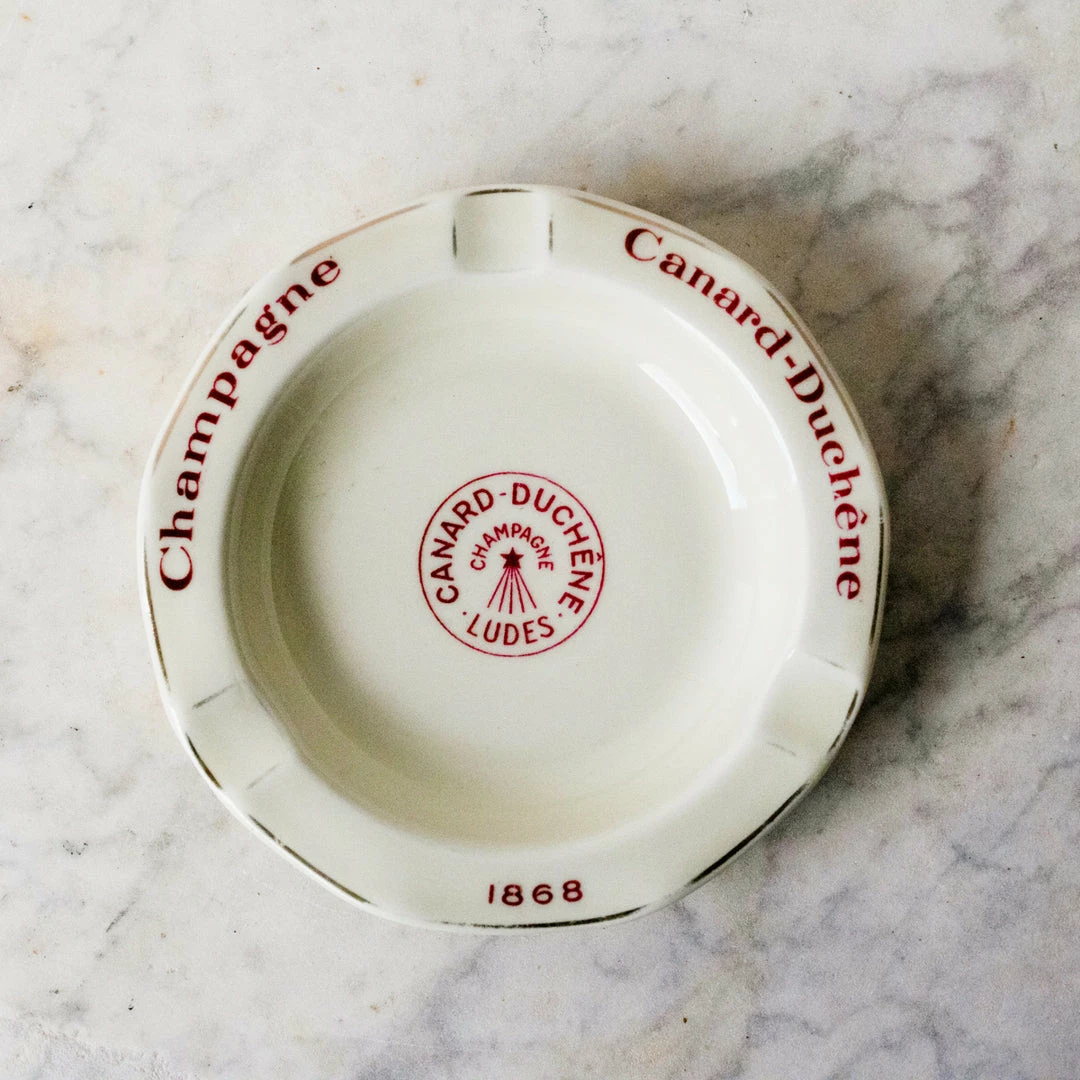 Champagne
Canard-Duchêne
CANARD-DUCHÊNE
CHAMPAGNE
· LUDES ·
1868